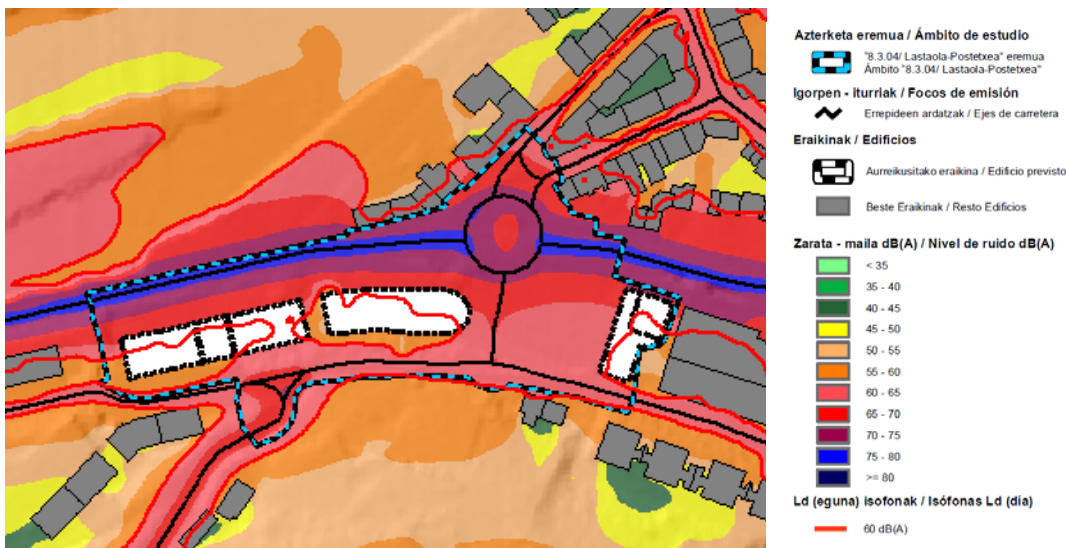 Azterketa eremua / Ámbito de estudio
"8.3.04/ Lastaola-Postetxea" eremua
Ámbito "8.3.04/ Lastaola-Postetxea"
Igorpen - iturriak / Focos de emisión
Errepideen ardatzak / Ejes de carretera
Eraikinak / Edificios
Aurreikusitako eraikina / Edificio previsto
Beste Eraikinak / Resto Edificios
Zarata - maila dB(A) / Nivel de ruido dB(A)
< 35
35 - 40
40 - 45
45 - 50
50 - 55
55 - 60
60 - 65
65 - 70
70 - 75
75 - 80
>= 80
Ld (eguna) isofonak / Isófonas Ld (día)
60 dB(A)